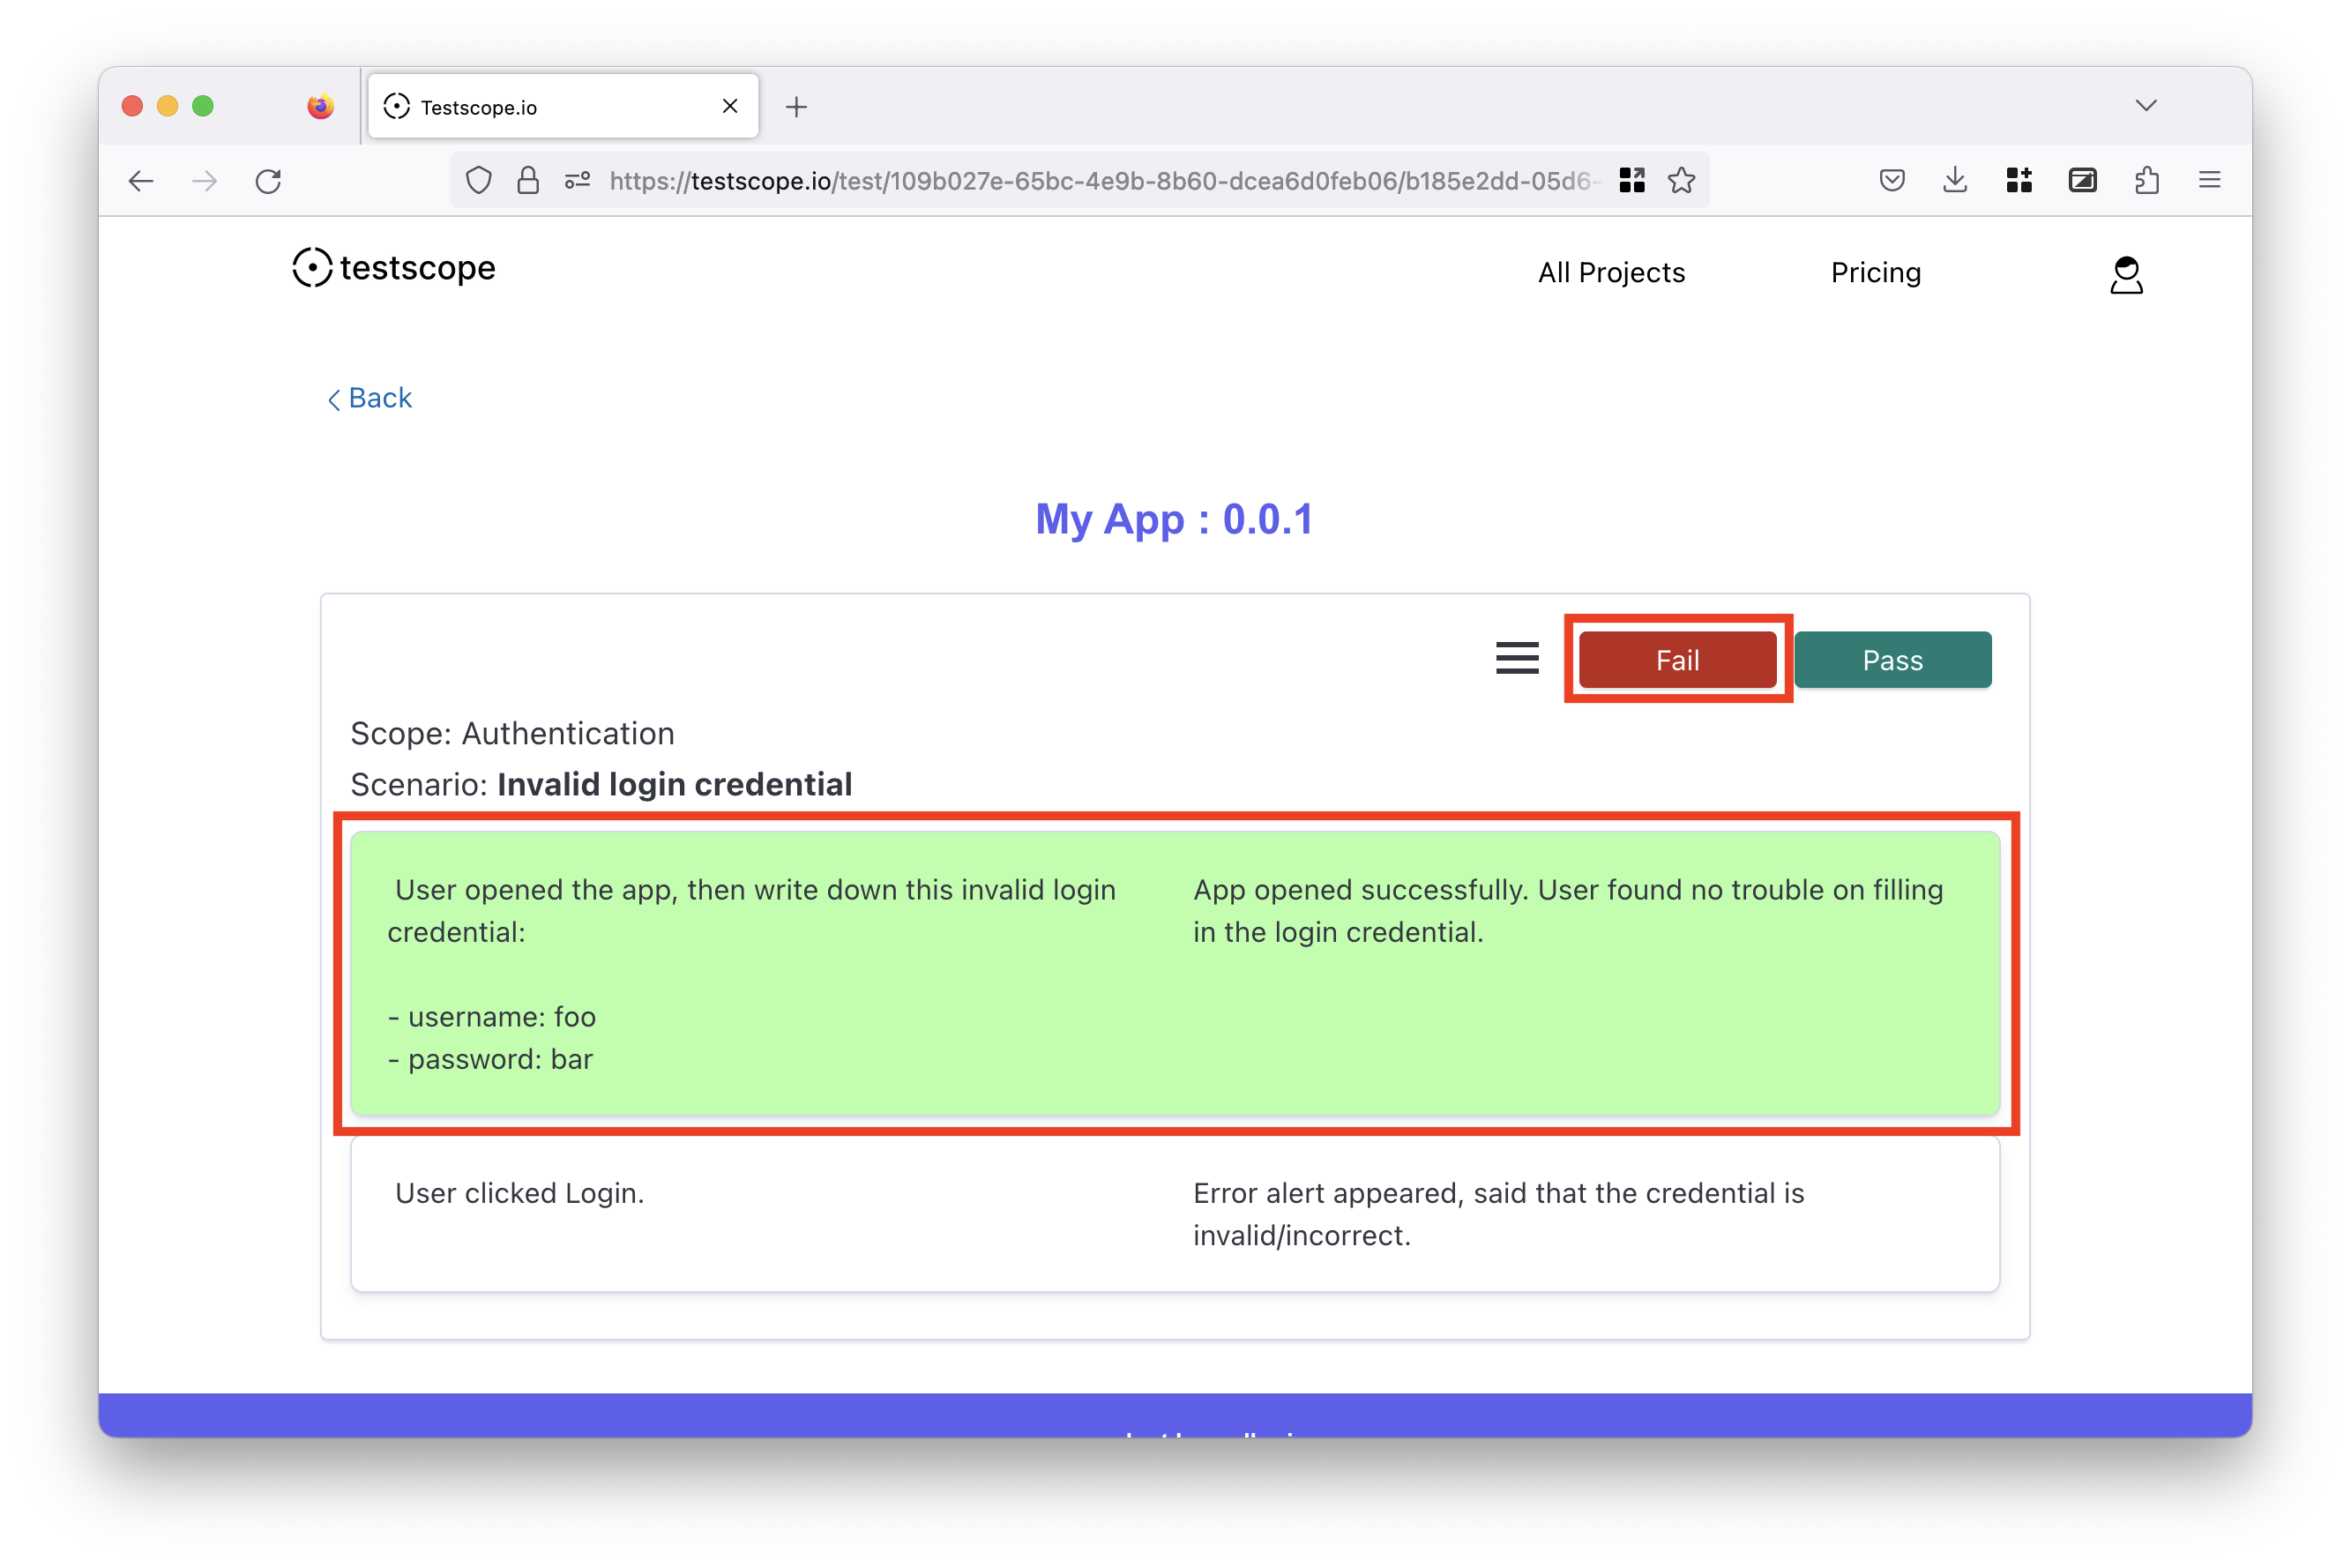 Testscope.io
https://testscope.io/test/109b027e-65bc-4e9b-8b60-dcea6d0feb06/b185e2dd-05d6-
testscope
All Projects
Pricing
Back
My App : 0.0.1
Fail
Pass
Scope: Authentication
Scenario: Invalid login credential
User opened the app, then write down this invalid login
credential:
- username: foo
- password: bar
App opened successfully. User found no trouble on filling
in the login credential.
User clicked Login.
Error alert appeared, said that the credential is
invalid/incorrect.